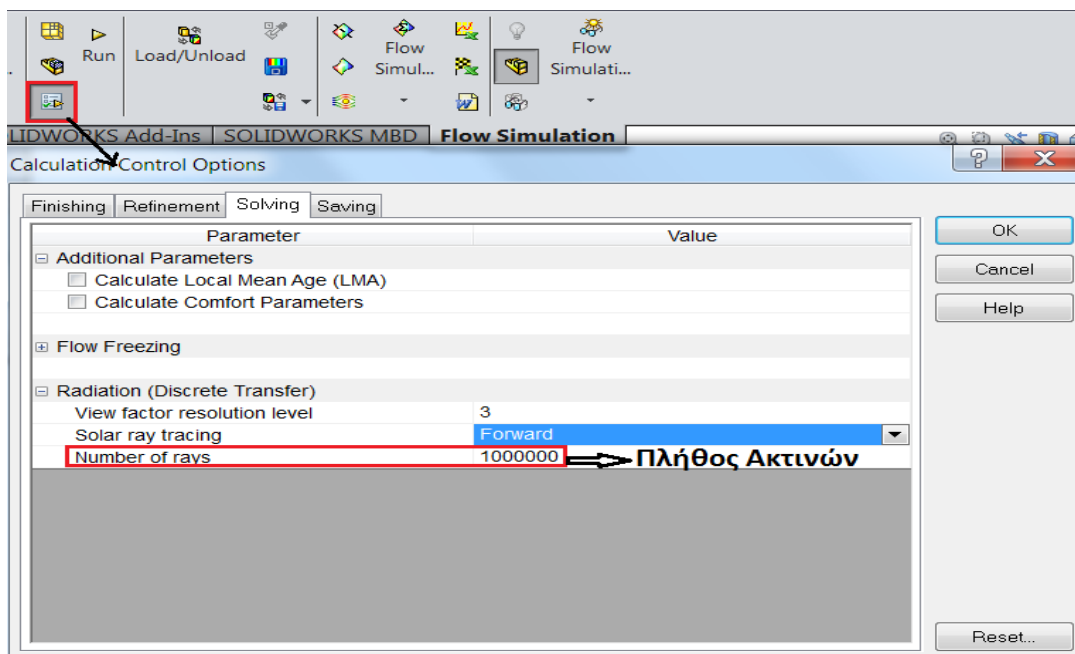 Run
Load/Unload
Flow
Simul...
Flow
Simulati...
LIDWORKS Add-Ins
SOLIDWORKS MBD
Flow Simulation
Calculation Control Options
Finishing
Refinement
Solving
Saving
Parameter
Value
Additional Parameters
Calculate Local Mean Age (LMA)
Calculate Comfort Parameters
Flow Freezing
Radiation (Discrete Transfer)
View factor resolution level
3
Solar ray tracing
Forward
Number of rays
1000000
Πλήθος Ακτινών
OK
Cancel
Help
Reset...